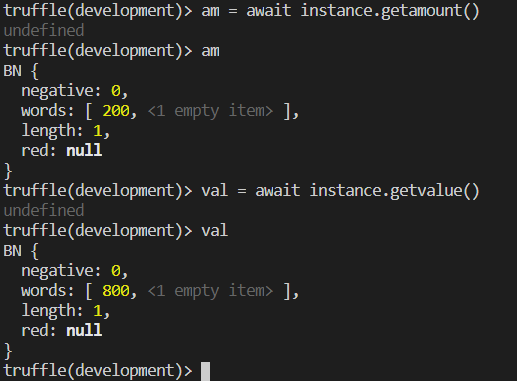 truffle(development)> am = await instance.getamount()
undefined
truffle(development)> am
BN {
  negative: 0,
  words: [ 200, <1 empty item> ],
  length: 1,
  red: null
}
truffle(development)> val = await instance.getvalue()
undefined
truffle(development)> val
BN {
  negative: 0,
  words: [ 800, <1 empty item> ],
  length: 1,
  red: null
}
truffle(development)>